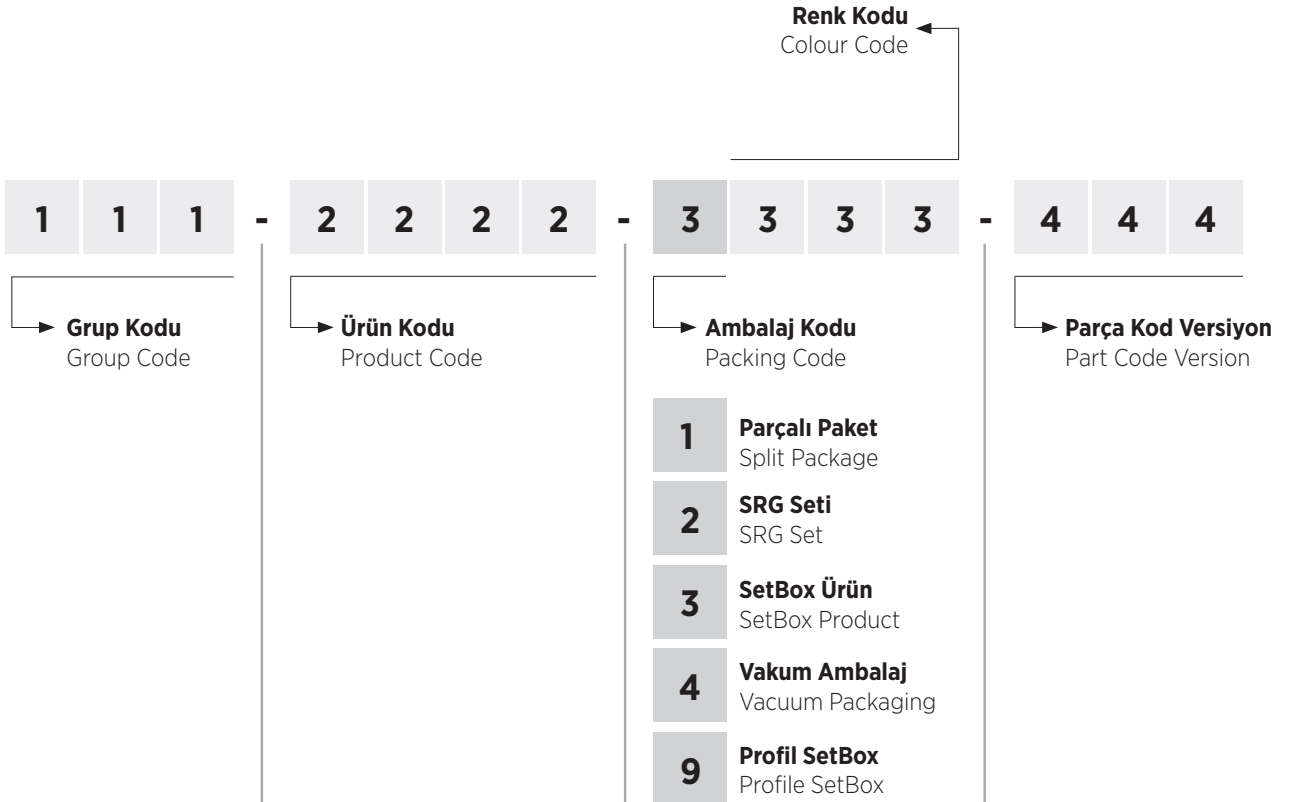 Renk Kodu
Colour Code
1 1 1 - 2 2 2 2 - 3 3 3 3 - 4 4 4
Grup Kodu
Group Code
Ürün Kodu
Product Code
Ambalaj Kodu
Packing Code
Parça Kod Versiyon
Part Code Version
1
Parçalı Paket
Split Package
2
SRG Seti
SRG Set
3
SetBox Ürün
SetBox Product
4
Vakum Ambalaj
Vacuum Packaging
9
Profil SetBox
Profile SetBox